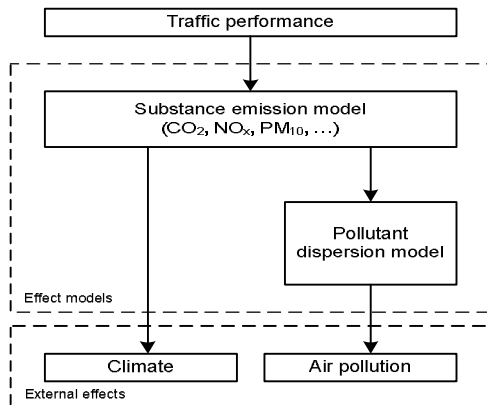 Traffic performance
Substance emission model
(CO₂, NOₓ, PM₁₀, ...)
Pollutant
dispersion model
Effect models
Climate
Air pollution
External effects